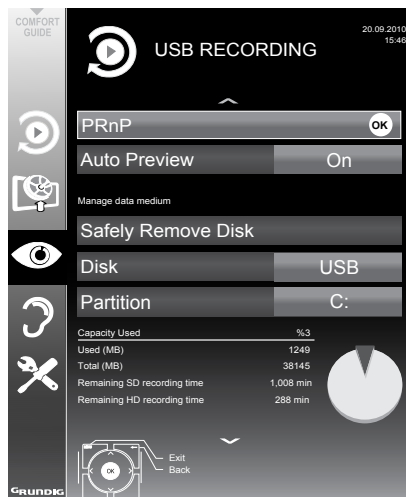 COMFORT
GUIDE
USB RECORDING
20.09.2010
15:46
PRnP OK
Auto Preview On
Manage data medium
Safely Remove Disk
Disk USB
Partition C:
Capacity Used %3
Used (MB) 1249
Total (MB) 38145
Remaining SD recording time 1,008 min
Remaining HD recording time 288 min
Exit
Back
OK
GRUNDIG